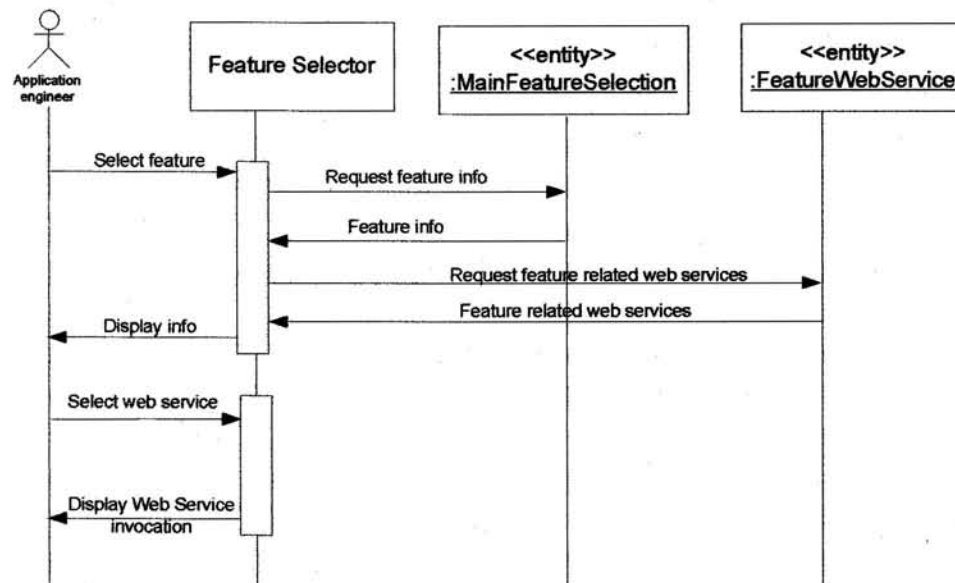 Application
engineer
Feature Selector
<<entity>>
:MainFeatureSelection
<<entity>>
:FeatureWebService
Select feature
Request feature info
Feature info
Request feature related web services
Feature related web services
Display info
Select web service
Display Web Service
invocation